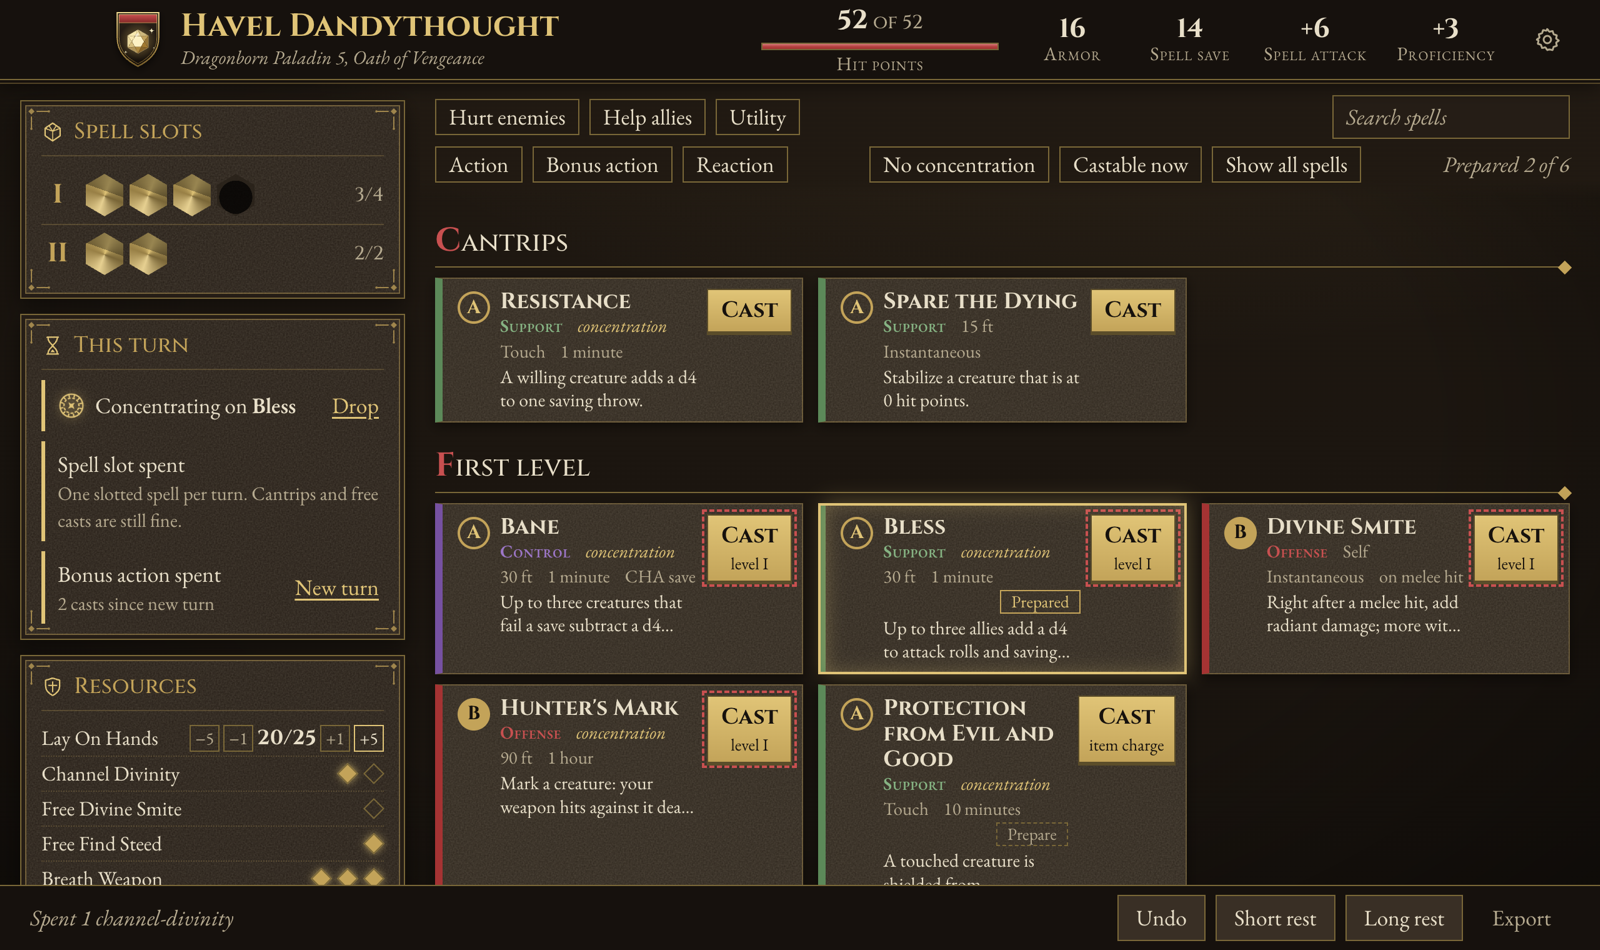 Havel Dandythought
Dragonborn Paladin 5, Oath of Vengeance
52 of 52
Hit points
16
Armor
14
Spell save
+6
Spell attack
+3
Proficiency
Spell slots
I
3/4
II
2/2
This turn
Concentrating on Bless
Drop
Spell slot spent
One slotted spell per turn. Cantrips and free
casts are still fine.
Bonus action spent
2 casts since new turn
New turn
Resources
Lay On Hands
−5 −1 20/25 +1 +5
Channel Divinity
Free Divine Smite
Free Find Steed
Breath Weapon
Hurt enemies
Help allies
Utility
Search spells
Action
Bonus action
Reaction
No concentration
Castable now
Show all spells
Prepared 2 of 6
Cantrips
A
Resistance
Cast
Support concentration
Touch 1 minute
A willing creature adds a d4
to one saving throw.
A
Spare the Dying
Cast
Support 15 ft
Instantaneous
Stabilize a creature that is at
0 hit points.
First level
A
Bane
Cast
level I
Control concentration
30 ft 1 minute CHA save
Up to three creatures that
fail a save subtract a d4...
A
Bless
Cast
level I
Support concentration
30 ft 1 minute
Prepared
Up to three allies add a d4
to attack rolls and saving...
B
Divine Smite
Cast
level I
Offense Self
Instantaneous on melee hit
Right after a melee hit, add
radiant damage; more wit...
B
Hunter's Mark
Cast
level I
Offense concentration
90 ft 1 hour
Mark a creature: your
weapon hits against it dea...
A
Protection
from Evil and
Good
Cast
item charge
Support concentration
Touch 10 minutes
Prepare
A touched creature is
shielded from
Spent 1 channel-divinity
Undo
Short rest
Long rest
Export